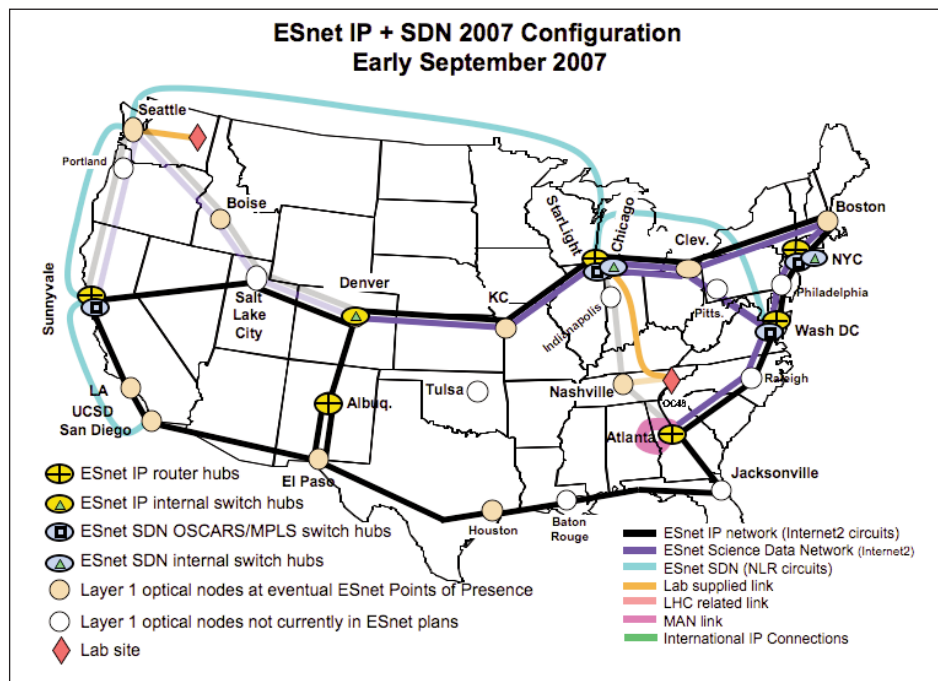 ESnet IP + SDN 2007 Configuration
Early September 2007
Seattle
Portland
Boise
Sunnyvale
Salt
Lake
City
Denver
KC
StarLight
Chicago
Clev.
Boston
NYC
Philadelphia
Pitts.
Wash DC
Indianapolis
Raleigh
Nashville
OC48
Atlanta
Tulsa
Albuq.
LA
UCSD
San Diego
El Paso
Houston
Baton
Rouge
Jacksonville
ESnet IP router hubs
ESnet IP internal switch hubs
ESnet SDN OSCARS/MPLS switch hubs
ESnet SDN internal switch hubs
Layer 1 optical nodes at eventual ESnet Points of Presence
Layer 1 optical nodes not currently in ESnet plans
Lab site
ESnet IP network (Internet2 circuits)
ESnet Science Data Network (Internet2)
ESnet SDN (NLR circuits)
Lab supplied link
LHC related link
MAN link
International IP Connections